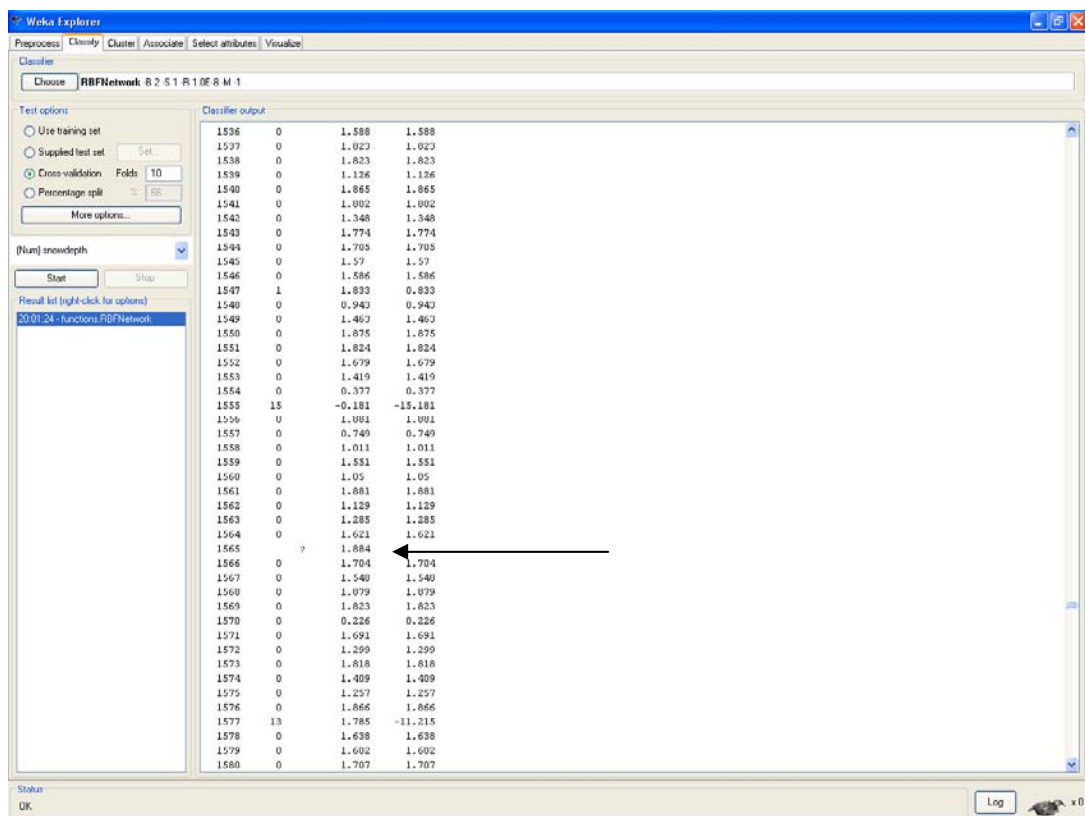 Weka Explorer
Preprocess Classify Cluster Associate Select attributes Visualize
Classifier
Choose RBFNetwork -B 2 -S 1 -R 1.0E-8 -M -1
Test options
Use training set
Supplied test set Set...
Cross-validation Folds 10
Percentage split % 66
More options...
(Num) snowdepth
Start Stop
Result list (right-click for options)
20:01:24 - functions.RBFNetwork
Classifier output
1536 0 1.588 1.588
1537 0 1.823 1.823
1538 0 1.823 1.823
1539 0 1.126 1.126
1540 0 1.865 1.865
1541 0 1.802 1.802
1542 0 1.348 1.348
1543 0 1.774 1.774
1544 0 1.705 1.705
1545 0 1.57 1.57
1546 0 1.586 1.586
1547 1 1.833 0.833
1548 0 0.943 0.943
1549 0 1.463 1.463
1550 0 1.875 1.875
1551 0 1.824 1.824
1552 0 1.679 1.679
1553 0 1.419 1.419
1554 0 0.377 0.377
1555 15 -0.181 -15.181
1556 0 1.881 1.881
1557 0 0.749 0.749
1558 0 1.011 1.011
1559 0 1.551 1.551
1560 0 1.05 1.05
1561 0 1.881 1.881
1562 0 1.129 1.129
1563 0 1.285 1.285
1564 0 1.621 1.621
1565 ? 1.884
1566 0 1.704 1.704
1567 0 1.548 1.548
1568 0 1.879 1.879
1569 0 1.823 1.823
1570 0 0.226 0.226
1571 0 1.691 1.691
1572 0 1.299 1.299
1573 0 1.818 1.818
1574 0 1.409 1.409
1575 0 1.257 1.257
1576 0 1.866 1.866
1577 13 1.785 -11.215
1578 0 1.638 1.638
1579 0 1.602 1.602
1580 0 1.707 1.707
Status
OK
Log x 0